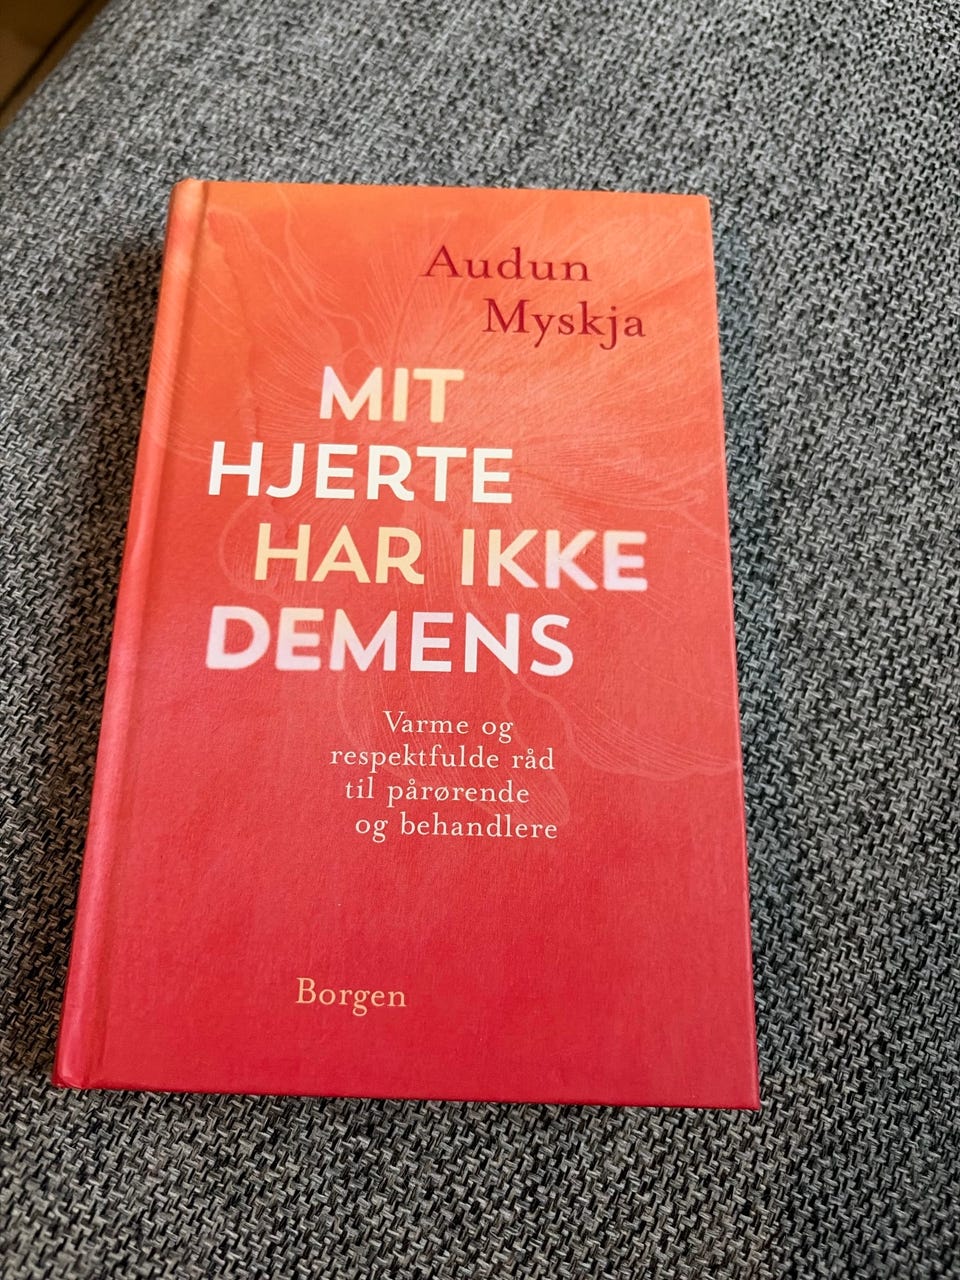 Audun
Myskja
MIT
HJERTE
HAR IKKE
DEMENS
Varme og
respektfulde råd
til pårørende
og behandlere
Borgen